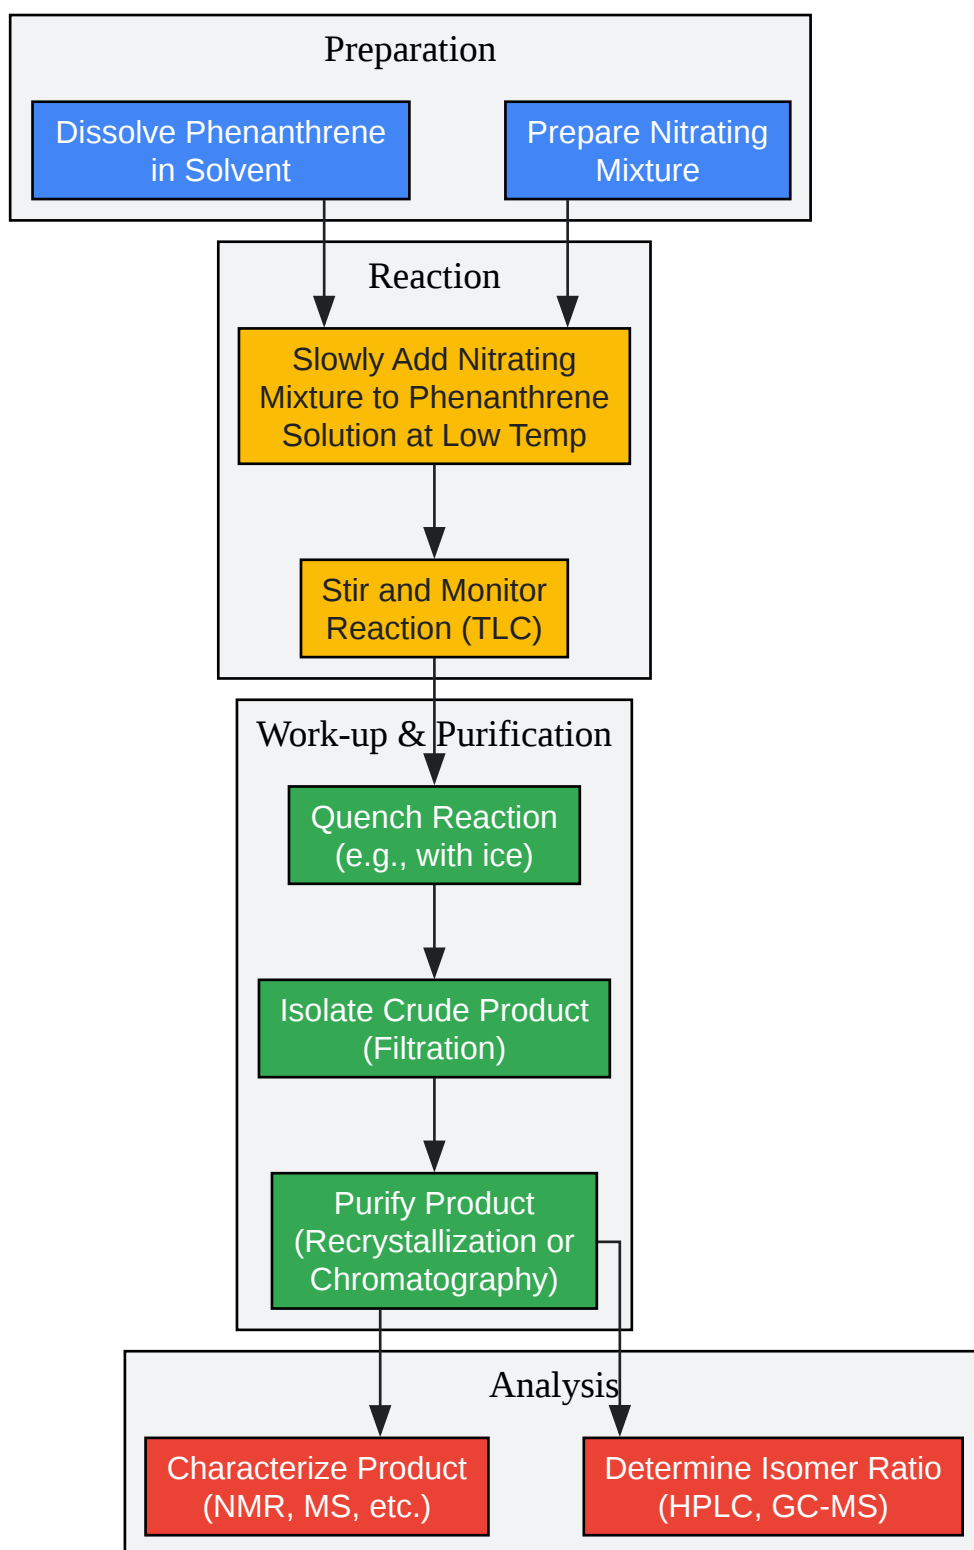 Preparation
Dissolve Phenanthrene
in Solvent
Prepare Nitrating
Mixture
Reaction
Slowly Add Nitrating
Mixture to Phenanthrene
Solution at Low Temp
Stir and Monitor
Reaction (TLC)
Work-up & Purification
Quench Reaction
(e.g., with ice)
Isolate Crude Product
(Filtration)
Purify Product
(Recrystallization or
Chromatography)
Analysis
Characterize Product
(NMR, MS, etc.)
Determine Isomer Ratio
(HPLC, GC-MS)